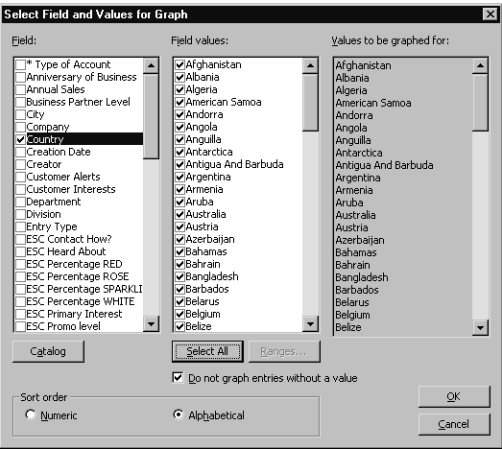 Select Field and Values for Graph
Field:
* Type of Account
Anniversary of Business
Annual Sales
Business Partner Level
City
Company
Country
Creation Date
Creator
Customer Alerts
Customer Interests
Department
Division
Entry Type
ESC Contact How?
ESC Heard About
ESC Percentage RED
ESC Percentage ROSE
ESC Percentage SPARKLI
ESC Percentage WHITE
ESC Primary Interest
ESC Promo level
Catalog
Field values:
Afghanistan
Albania
Algeria
American Samoa
Andorra
Angola
Anguilla
Antarctica
Antigua And Barbuda
Argentina
Armenia
Aruba
Australia
Austria
Azerbaijan
Bahamas
Bahrain
Bangladesh
Barbados
Belarus
Belgium
Belize
Select All
Ranges...
Do not graph entries without a value
Values to be graphed for:
Afghanistan
Albania
Algeria
American Samoa
Andorra
Angola
Anguilla
Antarctica
Antigua And Barbuda
Argentina
Armenia
Aruba
Australia
Austria
Azerbaijan
Bahamas
Bahrain
Bangladesh
Barbados
Belarus
Belgium
Belize
Sort order
Numeric
Alphabetical
OK
Cancel